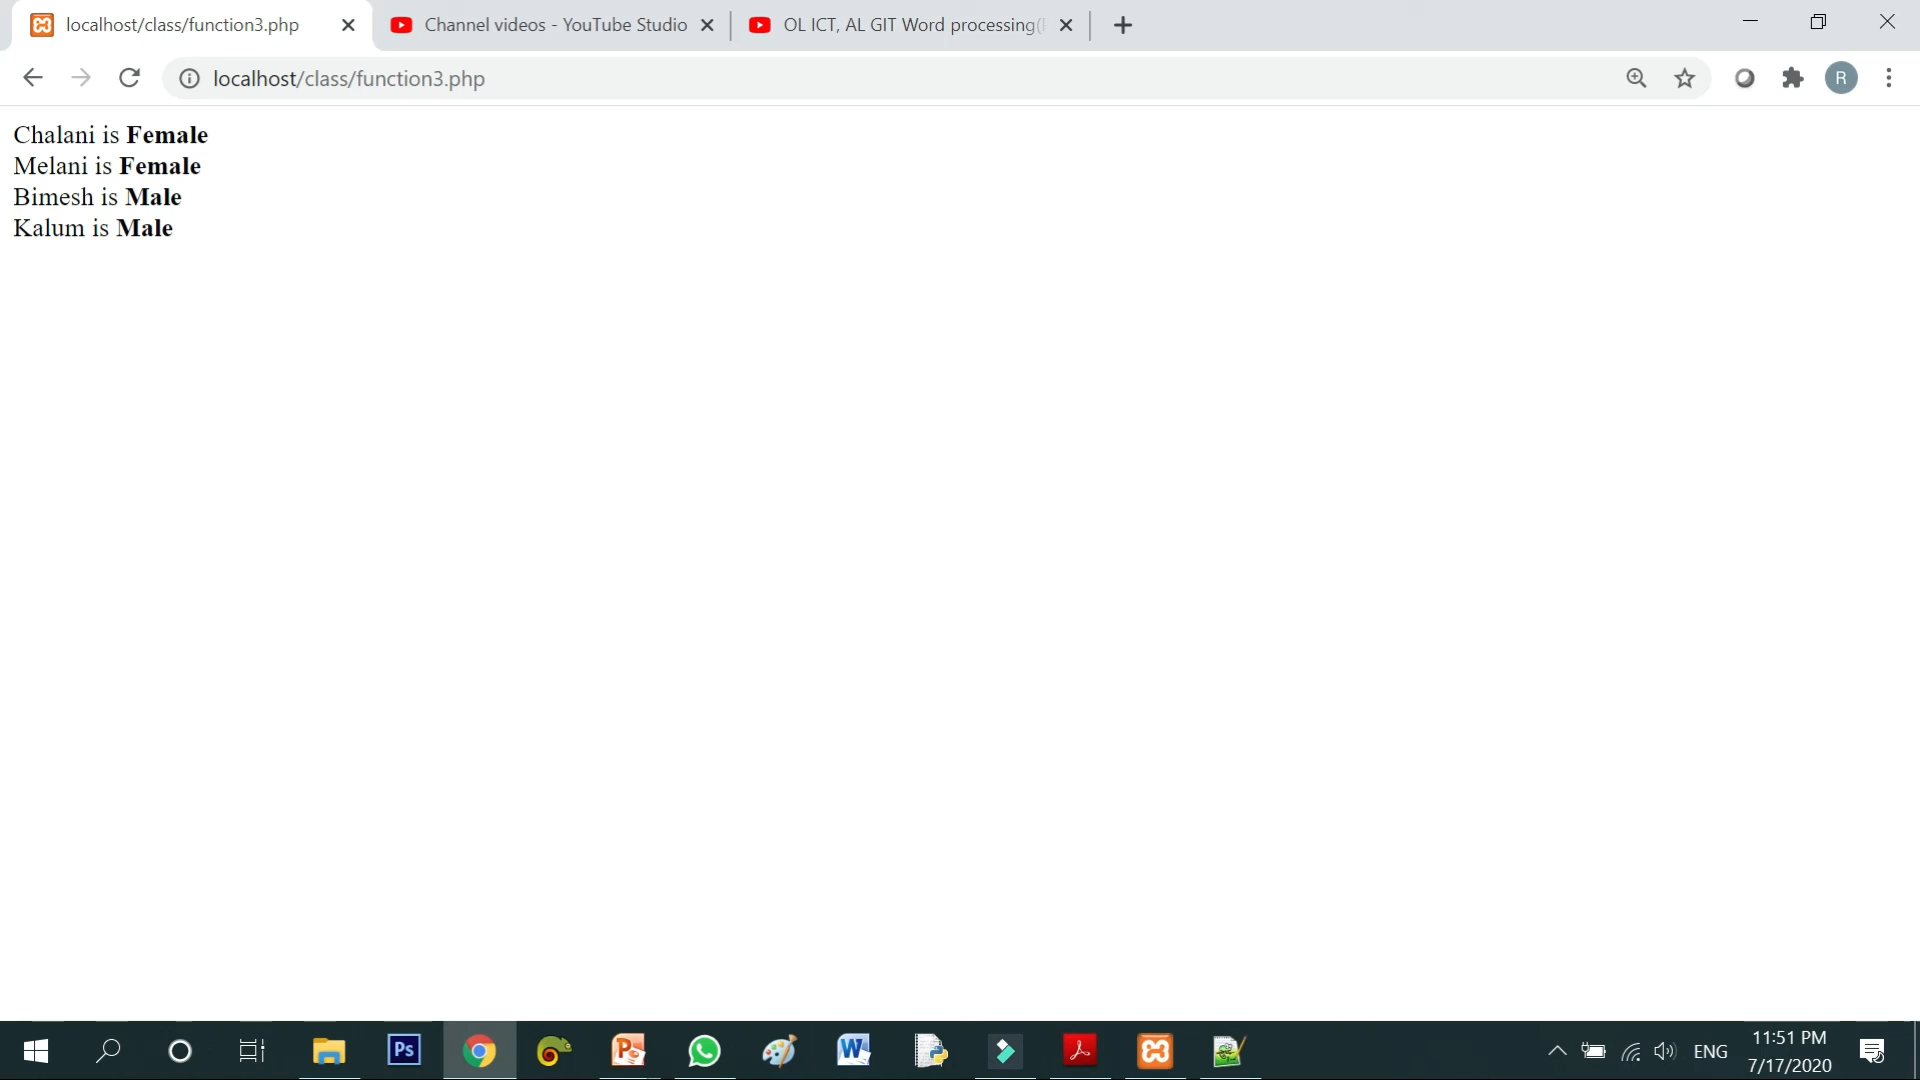 localhost/class/function3.php
Channel videos - YouTube Studio
OL ICT, AL GIT Word processing(
localhost/class/function3.php
R
Chalani is Female
Melani is Female
Bimesh is Male
Kalum is Male
Ps
P
W
ENG
11:51 PM
7/17/2020